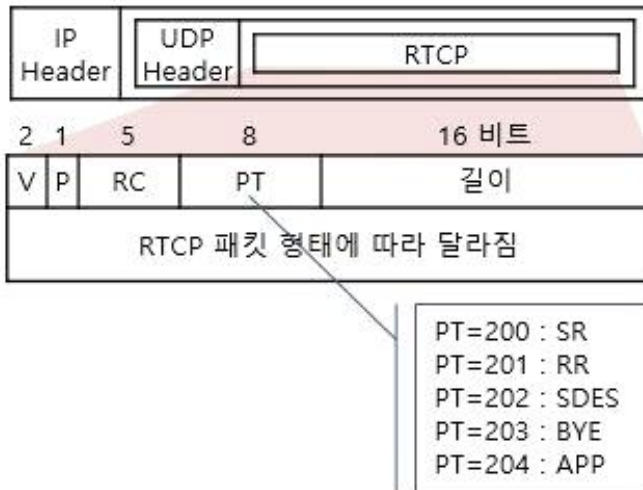 IP Header UDP Header RTCP
2 1 5 8 16 비트
V P RC PT 길이
RTCP 패킷 형태에 따라 달라짐
PT=200 : SR
PT=201 : RR
PT=202 : SDES
PT=203 : BYE
PT=204 : APP